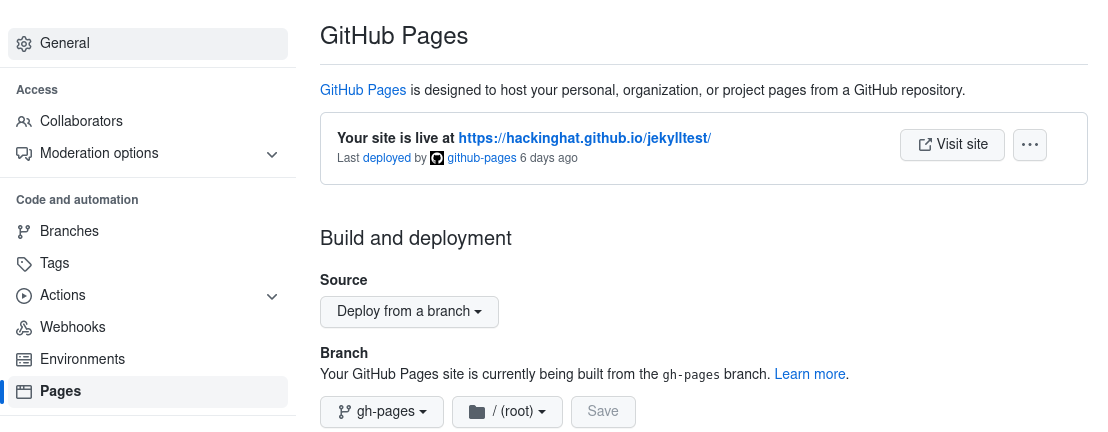 General
Access
Collaborators
Moderation options
Code and automation
Branches
Tags
Actions
Webhooks
Environments
Pages
GitHub Pages
GitHub Pages is designed to host your personal, organization, or project pages from a GitHub repository.
Your site is live at https://hackinghat.github.io/jekylltest/
Last deployed by github-pages 6 days ago
Visit site
Build and deployment
Source
Deploy from a branch
Branch
Your GitHub Pages site is currently being built from the gh-pages branch. Learn more.
gh-pages
/ (root)
Save